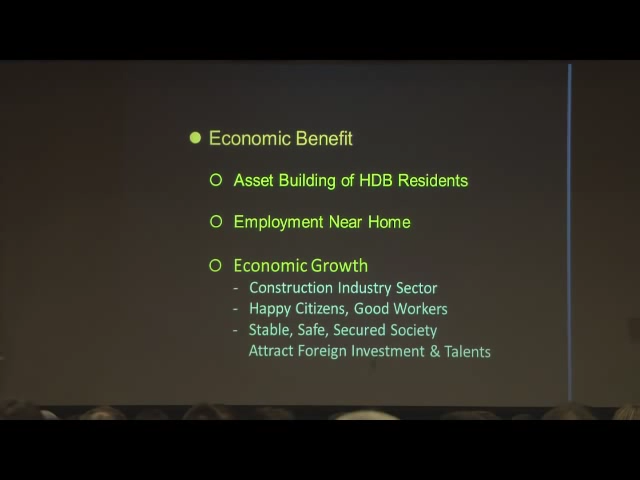 ● Economic Benefit
○ Asset Building of HDB Residents
○ Employment Near Home
○ Economic Growth
- Construction Industry Sector
- Happy Citizens, Good Workers
- Stable, Safe, Secured Society
Attract Foreign Investment & Talents